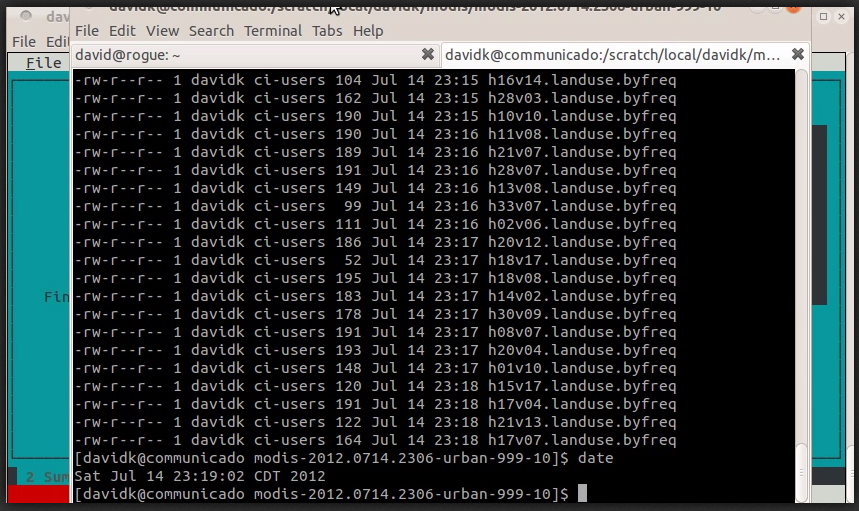 davidk@communicado:/scratch/local/davidk/modis/modis-2012.0714.2306-urban-999-10
dav
File Edit View Search Terminal Tabs Help
File Edi
david@rogue: ~
davidk@communicado:/scratch/local/davidk/m...
File
-rw-r--r-- 1 davidk ci-users 104 Jul 14 23:15 h16v14.landuse.byfreq
-rw-r--r-- 1 davidk ci-users 162 Jul 14 23:15 h28v03.landuse.byfreq
-rw-r--r-- 1 davidk ci-users 190 Jul 14 23:15 h10v10.landuse.byfreq
-rw-r--r-- 1 davidk ci-users 190 Jul 14 23:16 h11v08.landuse.byfreq
-rw-r--r-- 1 davidk ci-users 189 Jul 14 23:16 h21v07.landuse.byfreq
-rw-r--r-- 1 davidk ci-users 191 Jul 14 23:16 h28v07.landuse.byfreq
-rw-r--r-- 1 davidk ci-users 149 Jul 14 23:16 h13v08.landuse.byfreq
-rw-r--r-- 1 davidk ci-users  99 Jul 14 23:16 h33v07.landuse.byfreq
-rw-r--r-- 1 davidk ci-users 111 Jul 14 23:16 h02v06.landuse.byfreq
-rw-r--r-- 1 davidk ci-users 186 Jul 14 23:17 h20v12.landuse.byfreq
-rw-r--r-- 1 davidk ci-users  52 Jul 14 23:17 h18v17.landuse.byfreq
-rw-r--r-- 1 davidk ci-users 195 Jul 14 23:17 h18v08.landuse.byfreq
Fin
-rw-r--r-- 1 davidk ci-users 183 Jul 14 23:17 h14v02.landuse.byfreq
-rw-r--r-- 1 davidk ci-users 178 Jul 14 23:17 h30v09.landuse.byfreq
-rw-r--r-- 1 davidk ci-users 191 Jul 14 23:17 h08v07.landuse.byfreq
-rw-r--r-- 1 davidk ci-users 193 Jul 14 23:17 h20v04.landuse.byfreq
-rw-r--r-- 1 davidk ci-users 148 Jul 14 23:17 h01v10.landuse.byfreq
-rw-r--r-- 1 davidk ci-users 120 Jul 14 23:18 h15v17.landuse.byfreq
-rw-r--r-- 1 davidk ci-users 191 Jul 14 23:18 h17v04.landuse.byfreq
-rw-r--r-- 1 davidk ci-users 122 Jul 14 23:18 h21v13.landuse.byfreq
-rw-r--r-- 1 davidk ci-users 164 Jul 14 23:18 h17v07.landuse.byfreq
[davidk@communicado modis-2012.0714.2306-urban-999-10]$ date
2 Sum
Sat Jul 14 23:19:02 CDT 2012
[davidk@communicado modis-2012.0714.2306-urban-999-10]$